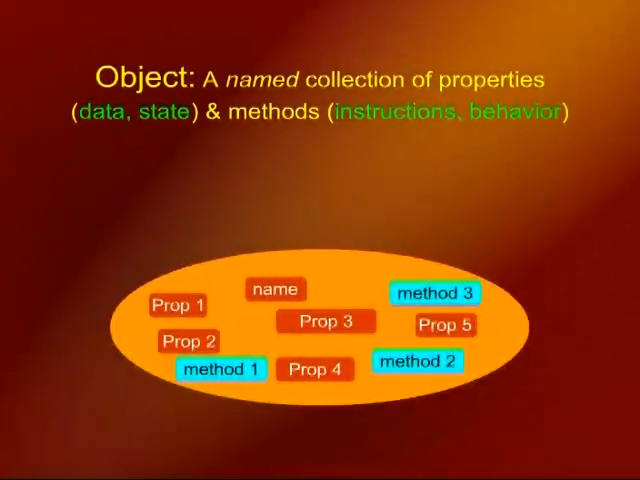 Object: A named collection of properties
(data, state) & methods (instructions, behavior)
name
method 3
Prop 1
Prop 3
Prop 5
Prop 2
method 1
Prop 4
method 2